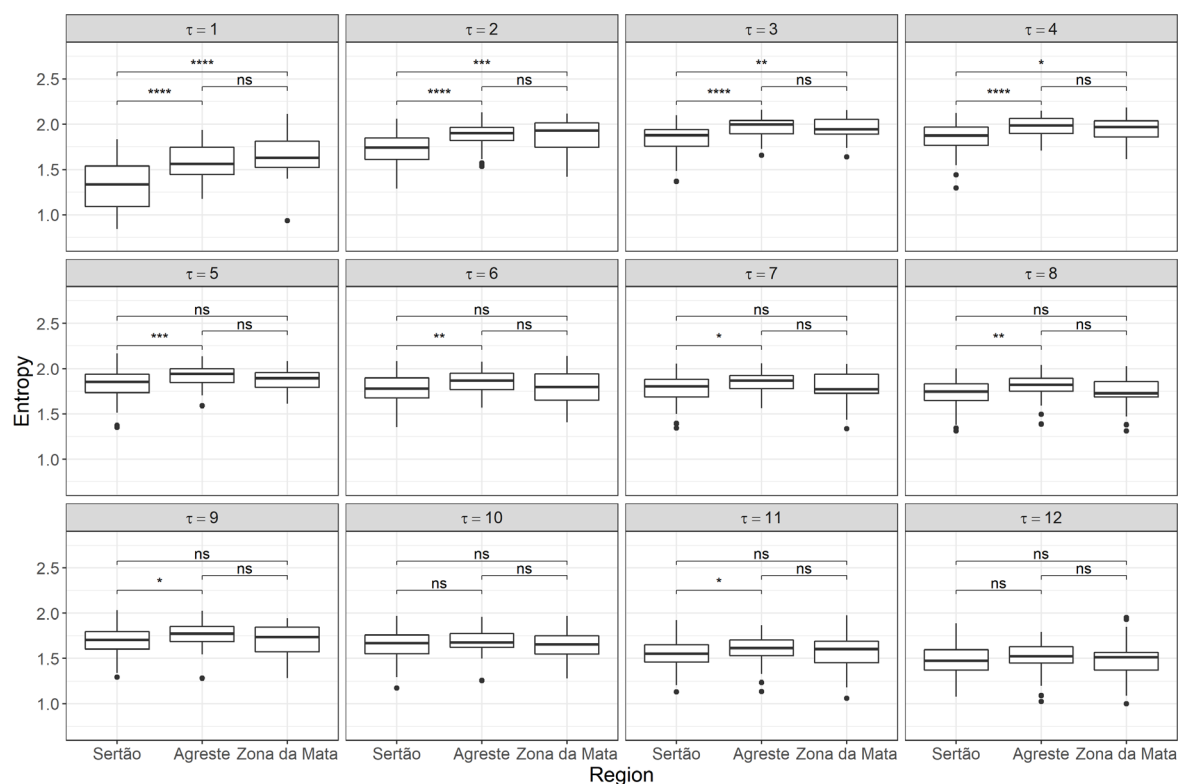 τ = 1
τ = 2
τ = 3
τ = 4
****
****
ns
***
****
ns
**
****
ns
*
****
ns
2.5
2.0
1.5
1.0
τ = 5
τ = 6
τ = 7
τ = 8
ns
***
ns
ns
**
ns
ns
*
ns
ns
**
ns
2.5
2.0
1.5
1.0
Entropy
τ = 9
τ = 10
τ = 11
τ = 12
ns
*
ns
ns
ns
ns
ns
*
ns
ns
ns
ns
2.5
2.0
1.5
1.0
Sertão Agreste Zona da Mata
Sertão Agreste Zona da Mata
Sertão Agreste Zona da Mata
Sertão Agreste Zona da Mata
Region